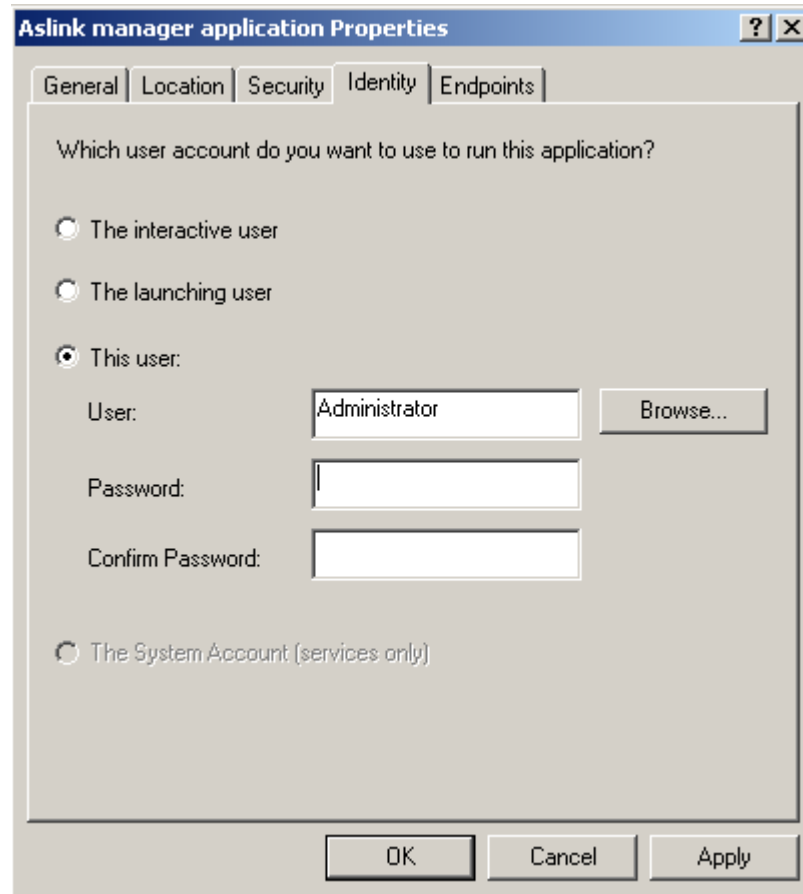 Aslink manager application Properties
General Location Security Identity Endpoints
Which user account do you want to use to run this application?
The interactive user
The launching user
This user:
User: Administrator Browse...
Password:
Confirm Password:
The System Account (services only)
OK Cancel Apply